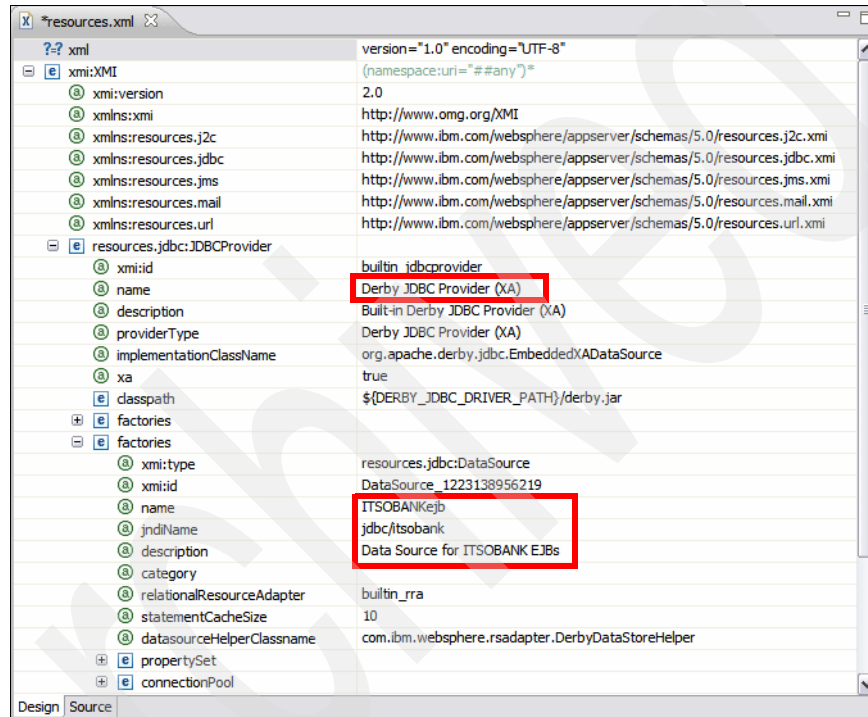 *resources.xml
?=? xml version="1.0" encoding="UTF-8"
e xmi:XMI (namespace:uri="##any")*
a xmi:version 2.0
a xmlns:xmi http://www.omg.org/XMI
a xmlns:resources.j2c http://www.ibm.com/websphere/appserver/schemas/5.0/resources.j2c.xmi
a xmlns:resources.jdbc http://www.ibm.com/websphere/appserver/schemas/5.0/resources.jdbc.xmi
a xmlns:resources.jms http://www.ibm.com/websphere/appserver/schemas/5.0/resources.jms.xmi
a xmlns:resources.mail http://www.ibm.com/websphere/appserver/schemas/5.0/resources.mail.xmi
a xmlns:resources.url http://www.ibm.com/websphere/appserver/schemas/5.0/resources.url.xmi
e resources.jdbc:JDBCProvider
a xmi:id builtin_jdbcprovider
a name Derby JDBC Provider (XA)
a description Built-in Derby JDBC Provider (XA)
a providerType Derby JDBC Provider (XA)
a implementationClassName org.apache.derby.jdbc.EmbeddedXADataSource
a xa true
e classpath ${DERBY_JDBC_DRIVER_PATH}/derby.jar
e factories
e factories
a xmi:type resources.jdbc:DataSource
a xmi:id DataSource_1223138956219
a name ITSOBANKejb
a jndiName jdbc/itsobank
a description Data Source for ITSOBANK EJBs
a category
a relationalResourceAdapter builtin_rra
a statementCacheSize 10
a datasourceHelperClassname com.ibm.websphere.rsadapter.DerbyDataStoreHelper
e propertySet
e connectionPool
Design Source